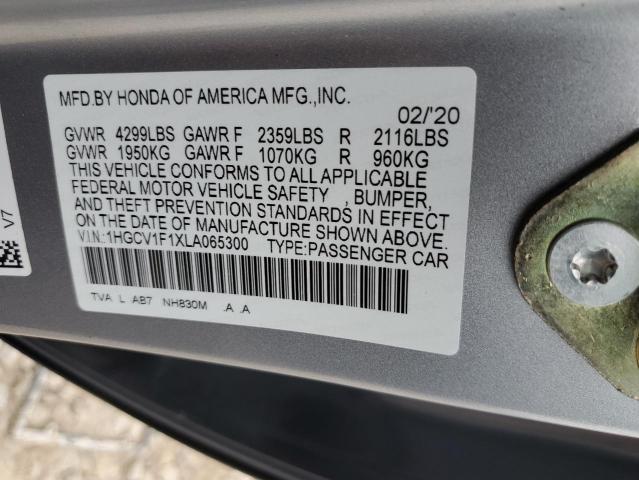 MFD.BY HONDA OF AMERICA MFG.,INC.
02/'20
GVWR 4299LBS GAWR F 2359LBS R 2116LBS
GVWR 1950KG GAWR F 1070KG R 960KG
THIS VEHICLE CONFORMS TO ALL APPLICABLE
FEDERAL MOTOR VEHICLE SAFETY , BUMPER,
AND THEFT PREVENTION STANDARDS IN EFFECT
ON THE DATE OF MANUFACTURE SHOWN ABOVE.
V.I.N.:1HGCV1F1XLA065300 TYPE:PASSENGER CAR
TVA L AB7 NH830M .A .A
V7